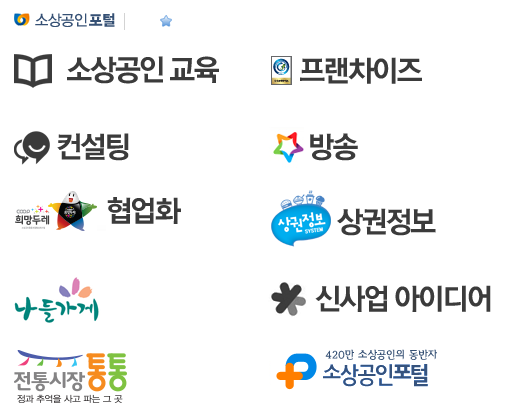 소상공인포털
소상공인 교육
프랜차이즈
컨설팅
방송
희망두레
협업화
상권정보
SYSTEM
상권정보
나들가게
신사업 아이디어
전통시장 통통
정과 추억을 사고 파는 그 곳
420만 소상공인의 동반자
소상공인포털